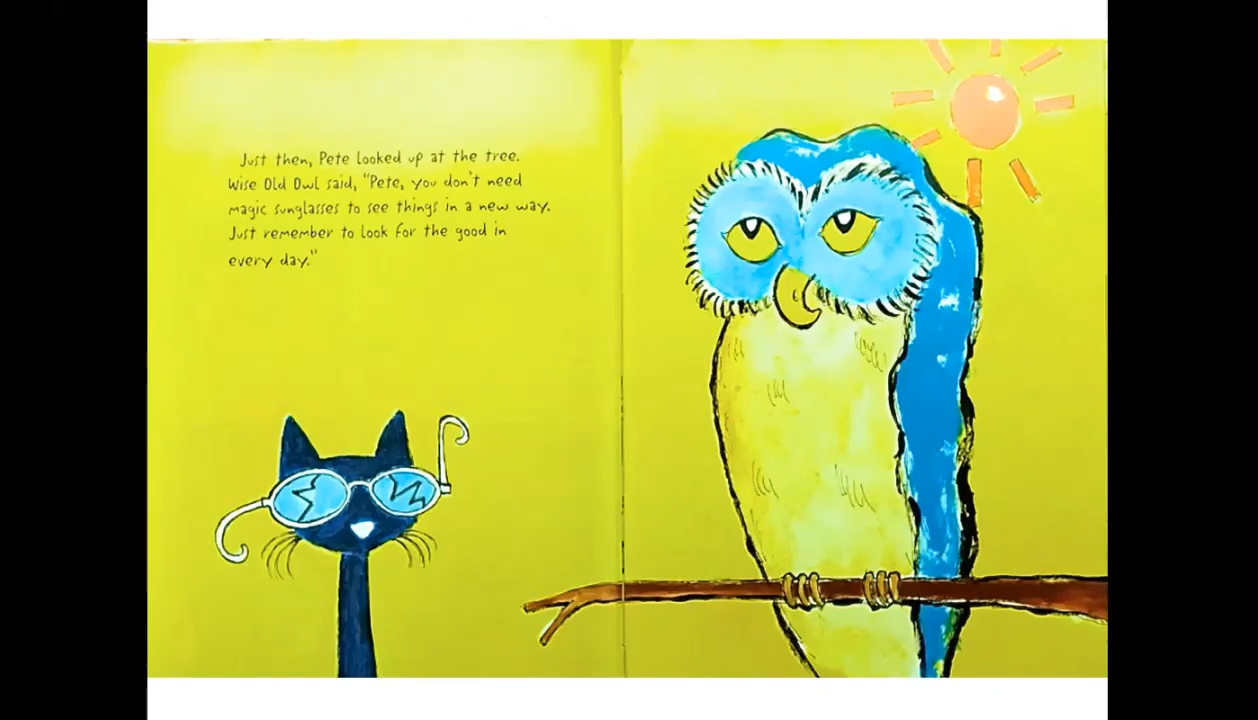 Just then, Pete looked up at the tree.
Wise Old Owl said, "Pete, you don't need
magic sunglasses to see things in a new way.
Just remember to look for the good in
every day."